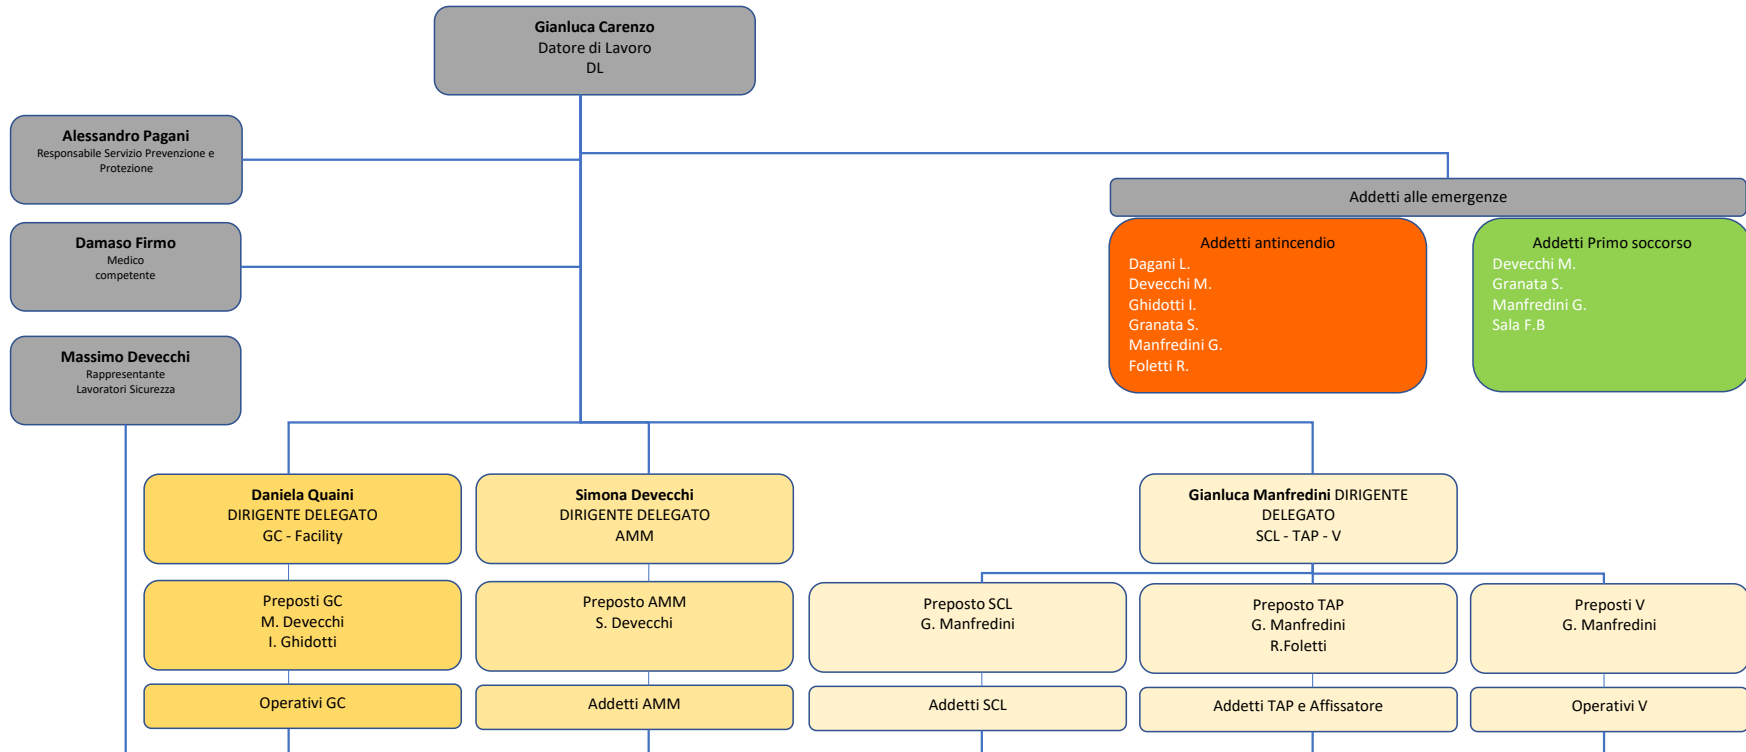 Gianluca Carenzo
Datore di Lavoro
DL
Alessandro Pagani
Responsabile Servizio Prevenzione e
Protezione
Addetti alle emergenze
Damaso Firmo
Medico
competente
Addetti antincendio
Dagani L.
Devecchi M.
Ghidotti I.
Granata S.
Manfredini G.
Foletti R.
Addetti Primo soccorso
Devecchi M.
Granata S.
Manfredini G.
Sala F.B
Massimo Devecchi
Rappresentante
Lavoratori Sicurezza
Daniela Quaini
DIRIGENTE DELEGATO
GC - Facility
Simona Devecchi
DIRIGENTE DELEGATO
AMM
Gianluca Manfredini DIRIGENTE
DELEGATO
SCL - TAP - V
Preposti GC
M. Devecchi
I. Ghidotti
Preposto AMM
S. Devecchi
Preposto SCL
G. Manfredini
Preposto TAP
G. Manfredini
R.Foletti
Preposti V
G. Manfredini
Operativi GC
Addetti AMM
Addetti SCL
Addetti TAP e Affissatore
Operativi V